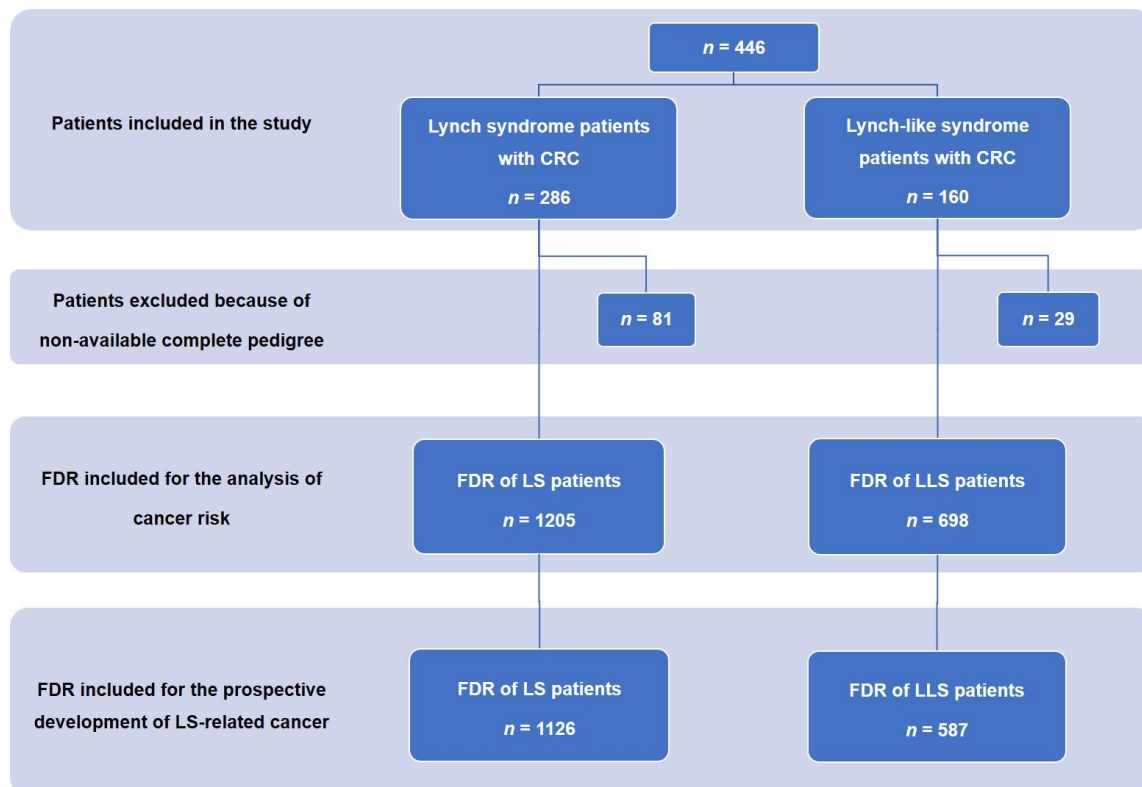 n = 446
Patients included in the study
Lynch syndrome patients
with CRC
n = 286
Lynch-like syndrome
patients with CRC
n = 160
Patients excluded because of
non-available complete pedigree
n = 81
n = 29
FDR included for the analysis of
cancer risk
FDR of LS patients
n = 1205
FDR of LLS patients
n = 698
FDR included for the prospective
development of LS-related cancer
FDR of LS patients
n = 1126
FDR of LLS patients
n = 587